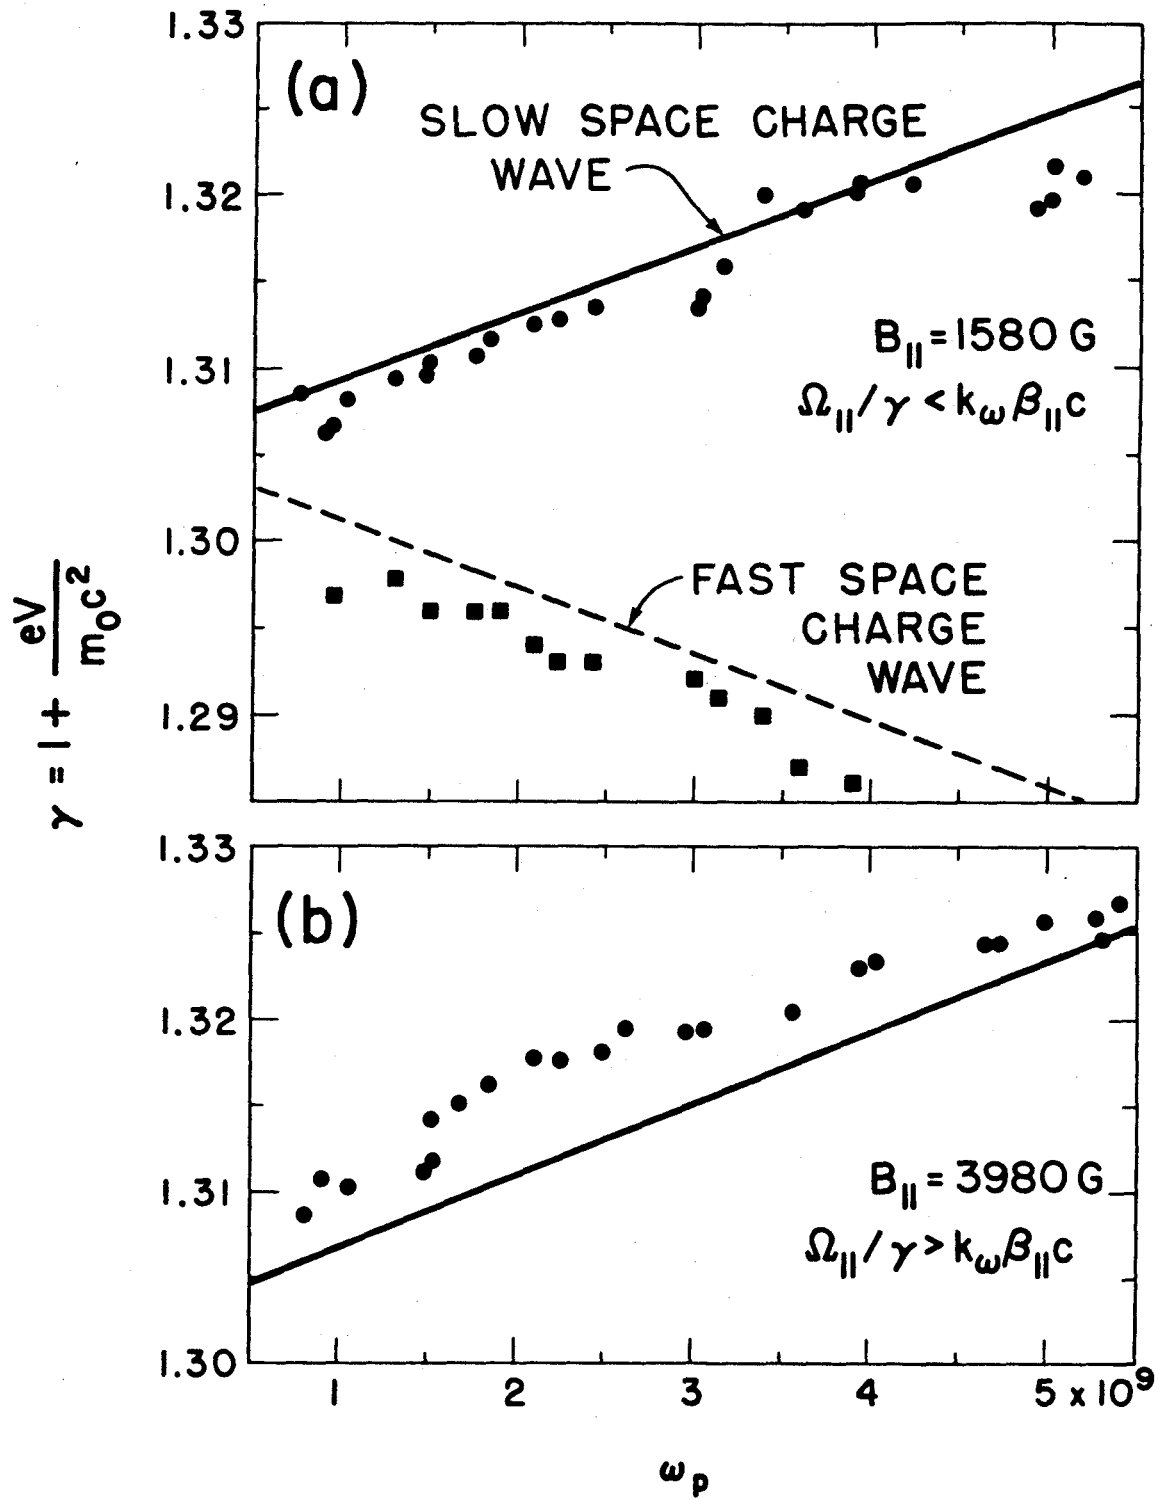 1.33
(a)
SLOW SPACE CHARGE
WAVE
1.32
B||=1580 G
1.31
Ω||/γ < kωβ||c
1.30
FAST SPACE
CHARGE
WAVE
1.29
γ = 1 + eV/m0c2
1.33
(b)
1.32
1.31
B||= 3980 G
Ω||/γ > kωβ||c
1.30
1 2 3 4 5 x 10⁹
ωp